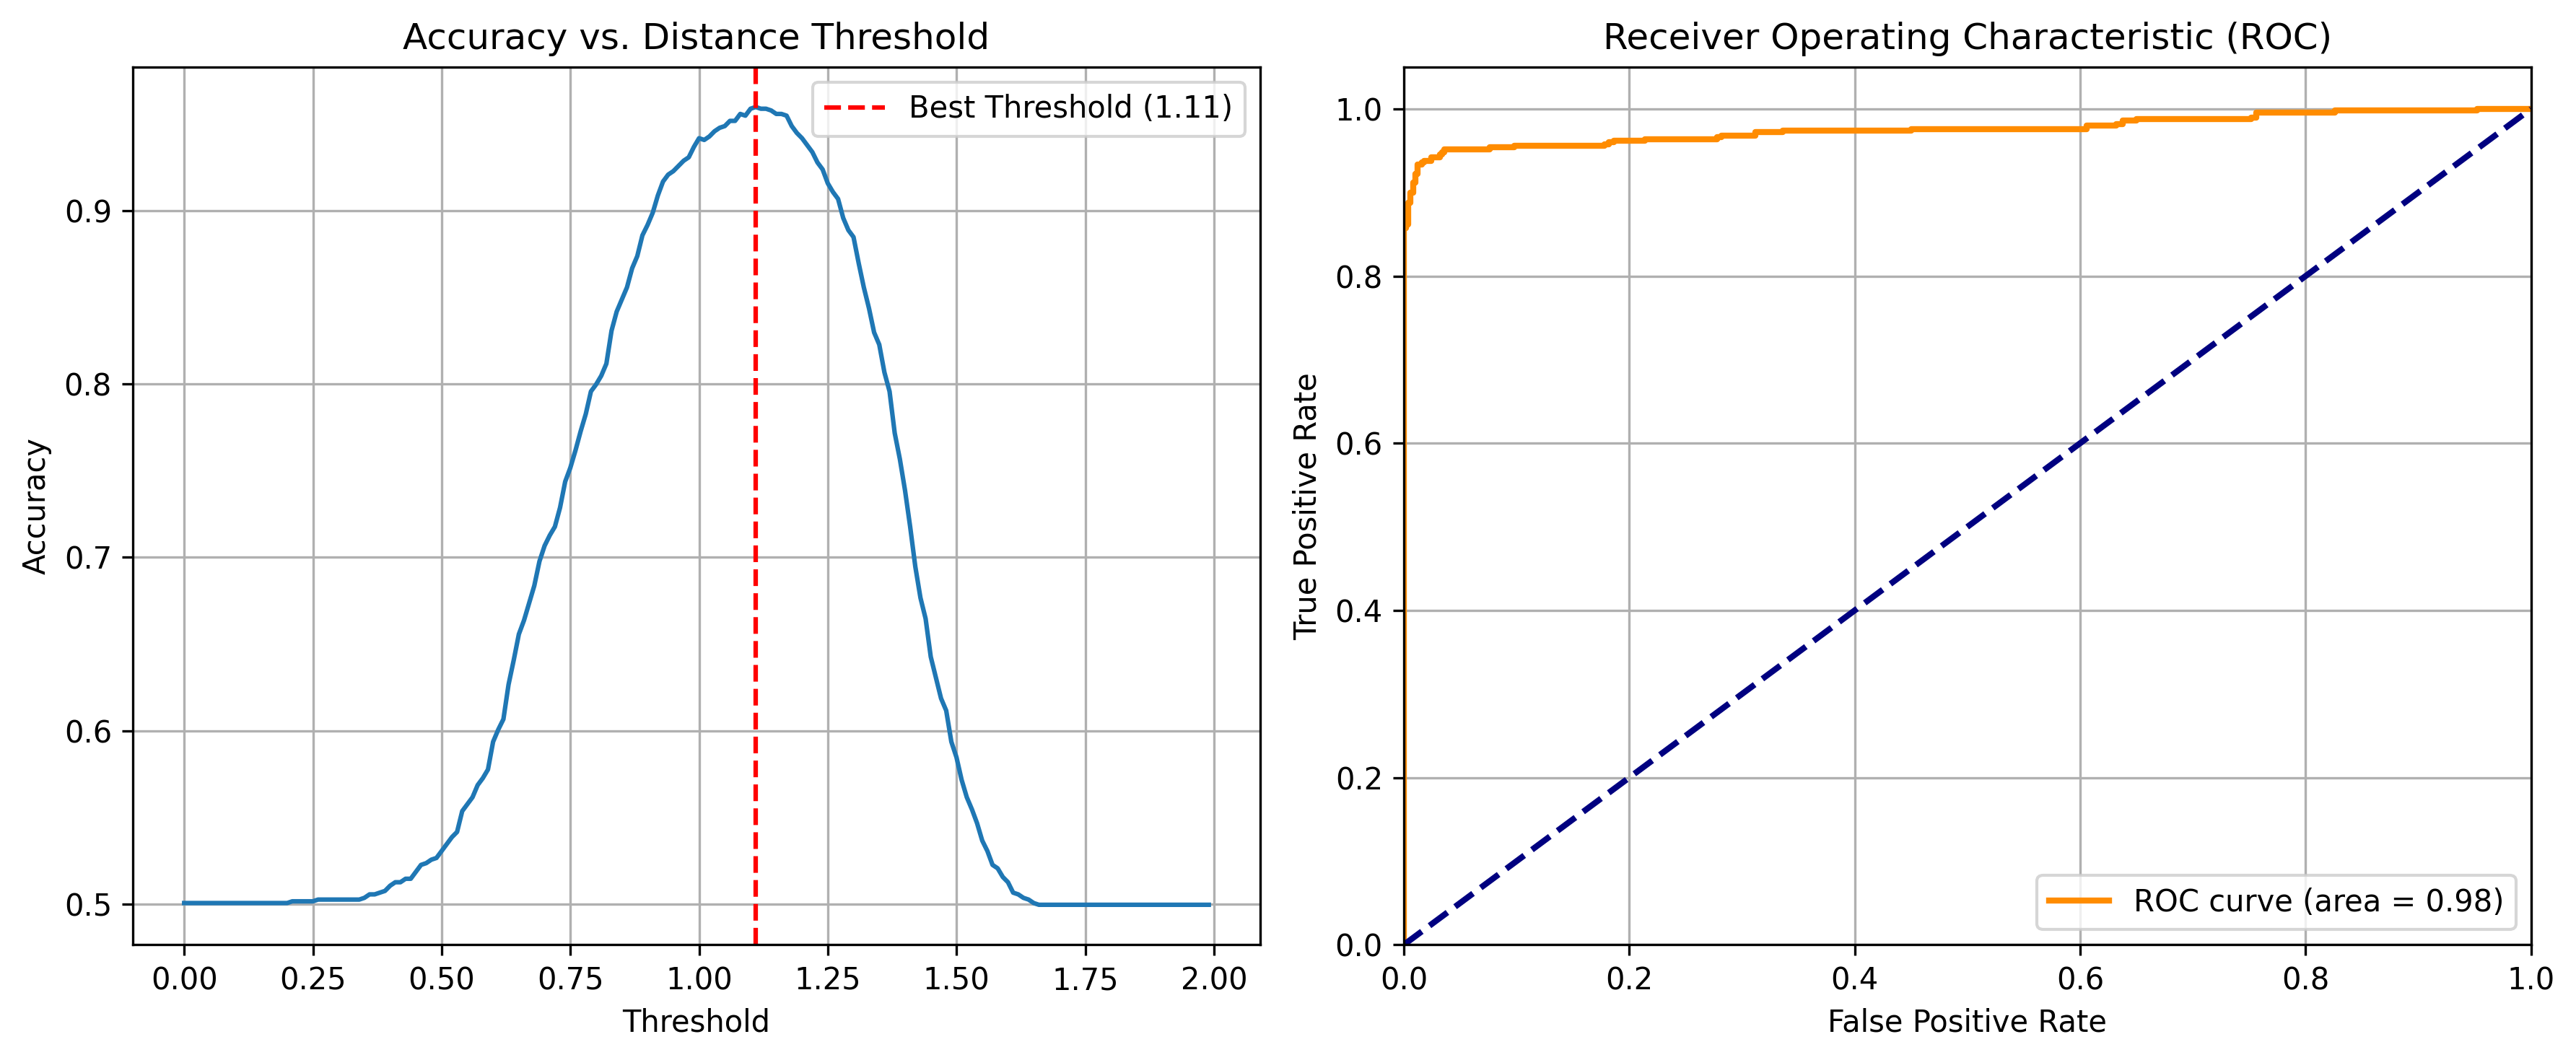 Accuracy vs. Distance Threshold
Best Threshold (1.11)
Accuracy
0.9
0.8
0.7
0.6
0.5
0.00 0.25 0.50 0.75 1.00 1.25 1.50 1.75 2.00
Threshold
Receiver Operating Characteristic (ROC)
True Positive Rate
1.0
0.8
0.6
0.4
0.2
0.0
ROC curve (area = 0.98)
0.0 0.2 0.4 0.6 0.8 1.0
False Positive Rate